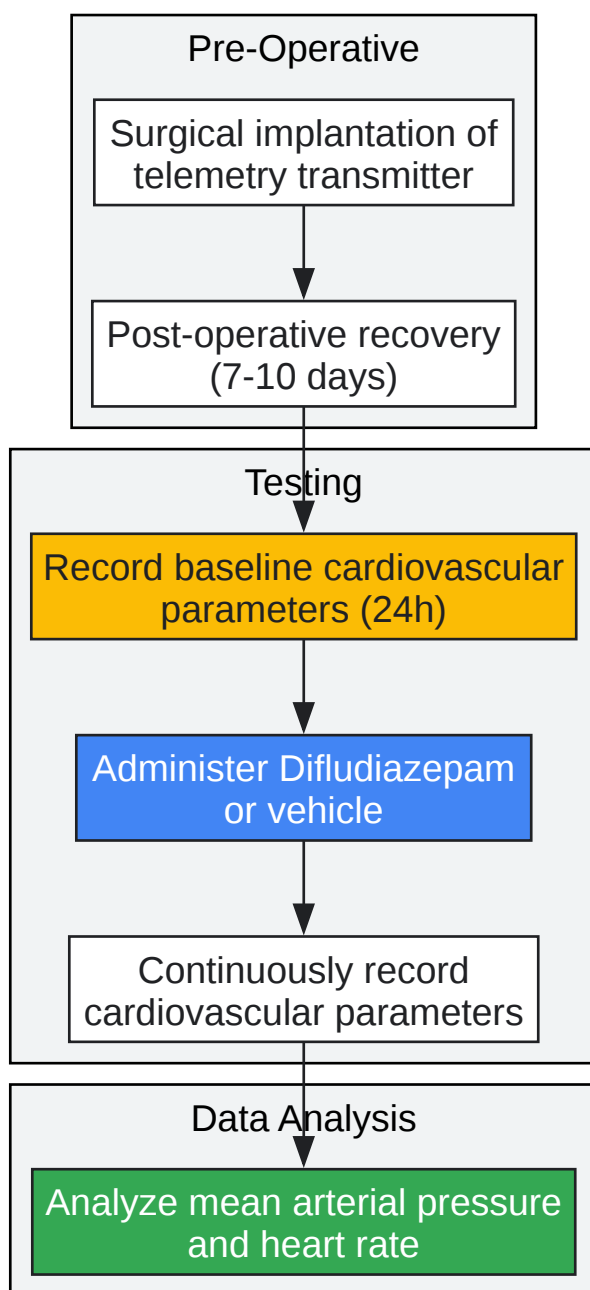 Pre-Operative
Surgical implantation of
telemetry transmitter
Post-operative recovery
(7-10 days)
Testing
Record baseline cardiovascular
parameters (24h)
Administer Difludiazepam
or vehicle
Continuously record
cardiovascular parameters
Data Analysis
Analyze mean arterial pressure
and heart rate